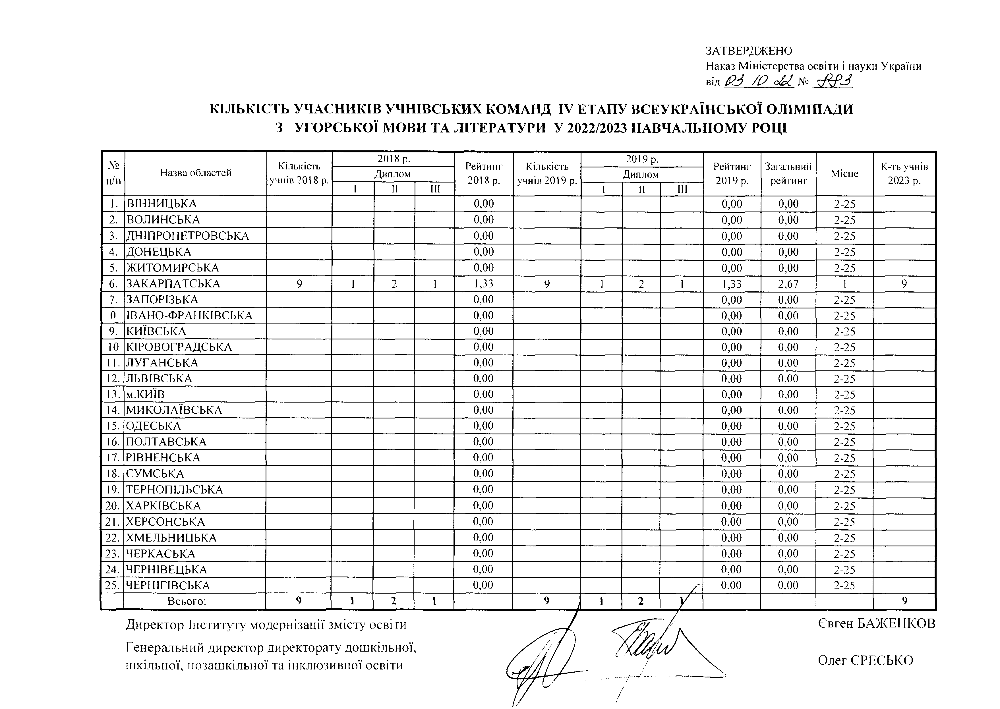 ЗАТВЕРДЖЕНО
Наказ Міністерства освіти і науки України
від 03 10 22 № 883
КІЛЬКІСТЬ УЧАСНИКІВ УЧНІВСЬКИХ КОМАНД IV ЕТАПУ ВСЕУКРАЇНСЬКОЇ ОЛІМПІАДИ
З УГОРСЬКОЇ МОВИ ТА ЛІТЕРАТУРИ У 2022/2023 НАВЧАЛЬНОМУ РОЦІ
№ п/п Назва областей Кількість учнів 2018 р. 2018 р. Диплом I II III Рейтинг 2018 р. Кількість учнів 2019 р. 2019 р. Диплом I II III Рейтинг 2019 р. Загальний рейтинг Місце К-ть учнів 2023 р.
1. ВІННИЦЬКА 0,00 0,00 0,00 2-25
2. ВОЛИНСЬКА 0,00 0,00 0,00 2-25
3. ДНІПРОПЕТРОВСЬКА 0,00 0,00 0,00 2-25
4. ДОНЕЦЬКА 0,00 0,00 0,00 2-25
5. ЖИТОМИРСЬКА 0,00 0,00 0,00 2-25
6. ЗАКАРПАТСЬКА 9 1 2 1 1,33 9 1 2 1 1,33 2,67 1 9
7. ЗАПОРІЗЬКА 0,00 0,00 0,00 2-25
0 ІВАНО-ФРАНКІВСЬКА 0,00 0,00 0,00 2-25
9. КИЇВСЬКА 0,00 0,00 0,00 2-25
10 КІРОВОГРАДСЬКА 0,00 0,00 0,00 2-25
11. ЛУГАНСЬКА 0,00 0,00 0,00 2-25
12. ЛЬВІВСЬКА 0,00 0,00 0,00 2-25
13. м.КИЇВ 0,00 0,00 0,00 2-25
14. МИКОЛАЇВСЬКА 0,00 0,00 0,00 2-25
15. ОДЕСЬКА 0,00 0,00 0,00 2-25
16. ПОЛТАВСЬКА 0,00 0,00 0,00 2-25
17. РІВНЕНСЬКА 0,00 0,00 0,00 2-25
18. СУМСЬКА 0,00 0,00 0,00 2-25
19. ТЕРНОПІЛЬСЬКА 0,00 0,00 0,00 2-25
20. ХАРКІВСЬКА 0,00 0,00 0,00 2-25
21. ХЕРСОНСЬКА 0,00 0,00 0,00 2-25
22. ХМЕЛЬНИЦЬКА 0,00 0,00 0,00 2-25
23. ЧЕРКАСЬКА 0,00 0,00 0,00 2-25
24. ЧЕРНІВЕЦЬКА 0,00 0,00 0,00 2-25
25. ЧЕРНІГІВСЬКА 0,00 0,00 0,00 2-25
Всього: 9 1 2 1 9 1 2 1 9
Директор Інституту модернізації змісту освіти Євген БАЖЕНКОВ
Генеральний директор директорату дошкільної,
шкільної, позашкільної та інклюзивної освіти Олег ЄРЕСЬКО